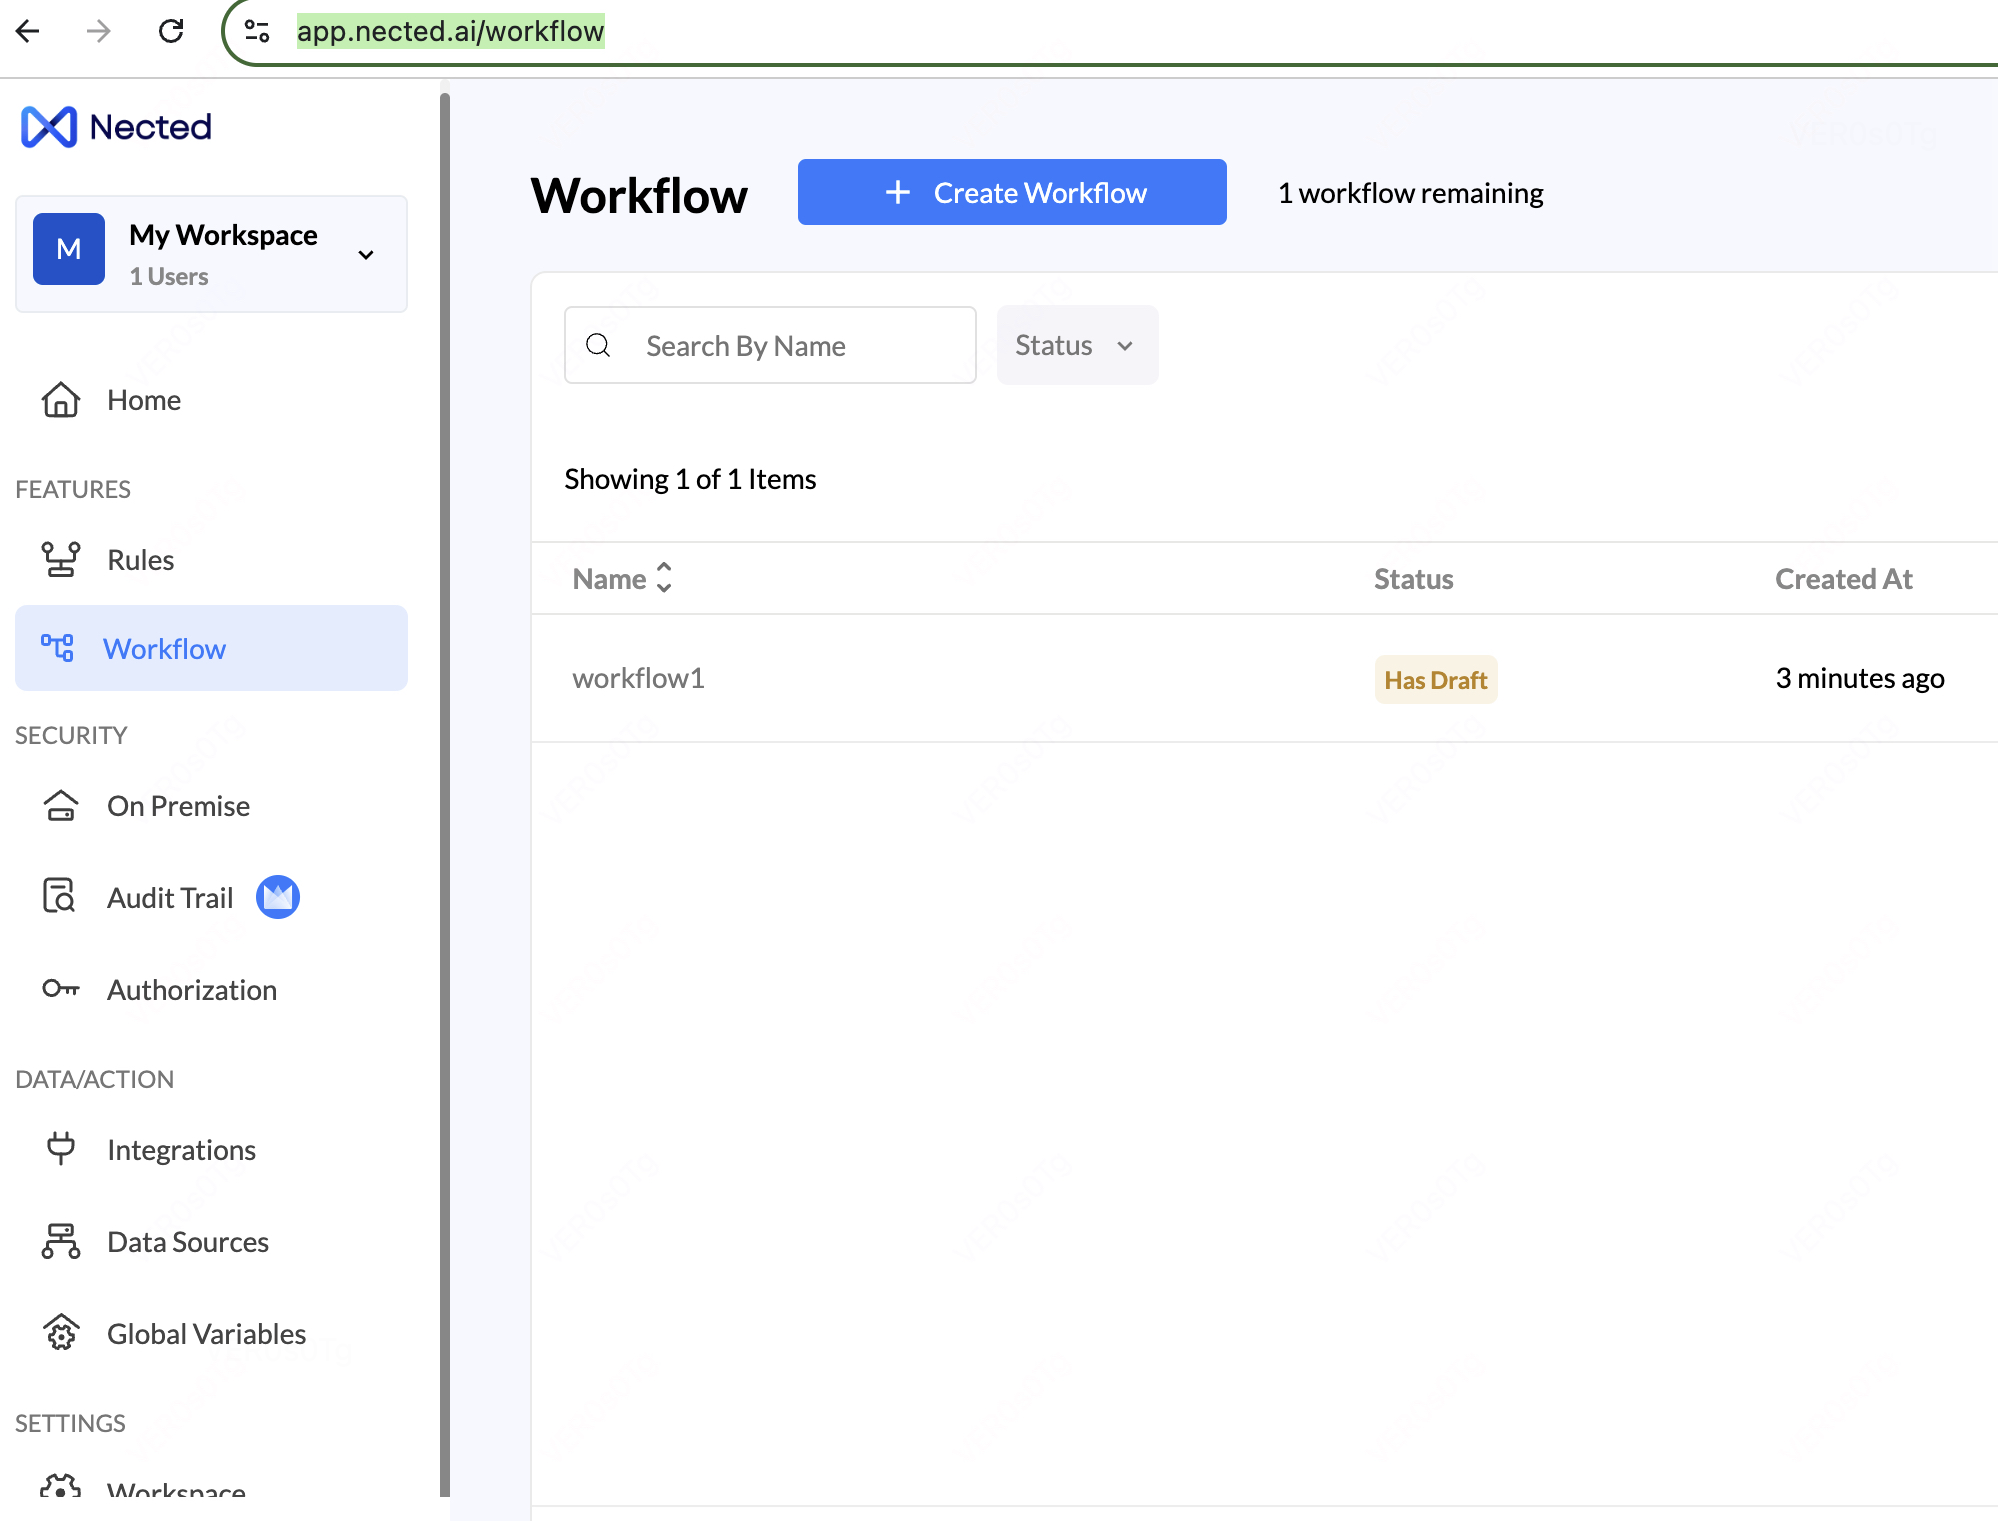 app.nected.ai/workflow
Nected
M
My Workspace
1 Users
Home
FEATURES
Rules
Workflow
SECURITY
On Premise
Audit Trail
Authorization
DATA/ACTION
Integrations
Data Sources
Global Variables
SETTINGS
Workspace
Workflow
+ Create Workflow
1 workflow remaining
Search By Name
Status
Showing 1 of 1 Items
Name Status Created At
workflow1 Has Draft 3 minutes ago